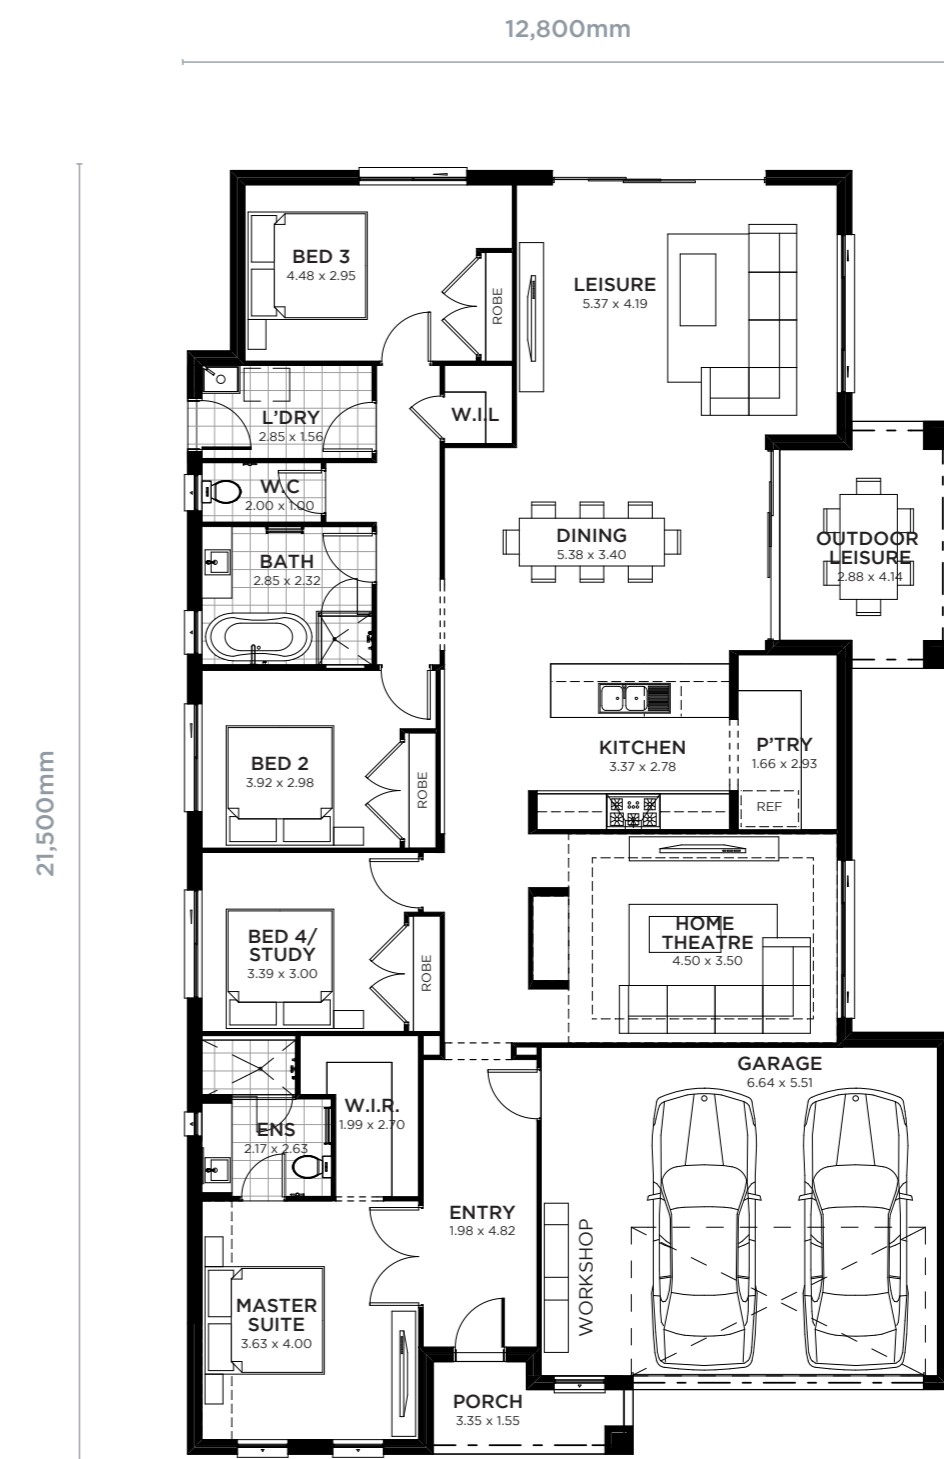 12,800mm
21,500mm
BED 3
4.48 x 2.95
ROBE
LEISURE
5.37 x 4.19
L'DRY
2.85 x 1.56
W.I.L
W.C
2.00 x 1.00
BATH
2.85 x 2.32
DINING
5.38 x 3.40
OUTDOOR
LEISURE
2.88 x 4.14
BED 2
3.92 x 2.98
ROBE
KITCHEN
3.37 x 2.78
P'TRY
1.66 x 2.93
REF
BED 4/
STUDY
3.39 x 3.00
ROBE
HOME
THEATRE
4.50 x 3.50
GARAGE
6.64 x 5.51
W.I.R.
1.99 x 2.70
ENS
2.17 x 2.63
ENTRY
1.98 x 4.82
WORKSHOP
MASTER
SUITE
3.63 x 4.00
PORCH
3.35 x 1.55